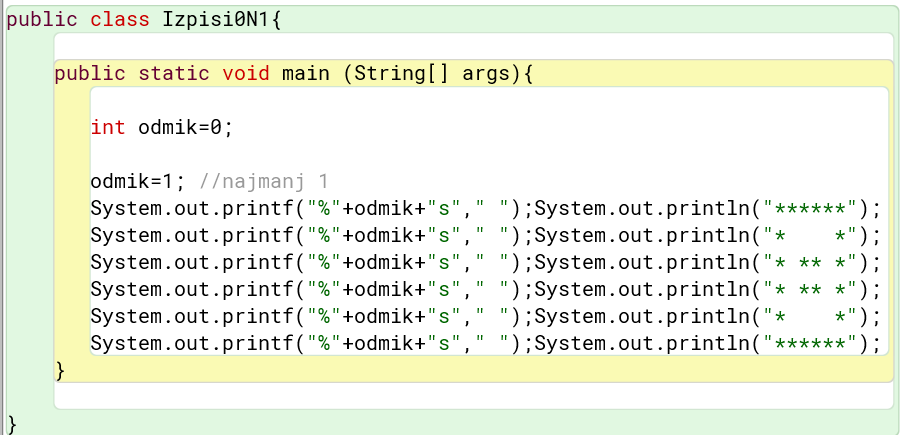 public class Izpisi0N1{
public static void main (String[] args){
int odmik=0;
odmik=1; //najmanj 1
System.out.printf("%"+odmik+"s"," ");System.out.println("******");
System.out.printf("%"+odmik+"s"," ");System.out.println("*    *");
System.out.printf("%"+odmik+"s"," ");System.out.println("* ** *");
System.out.printf("%"+odmik+"s"," ");System.out.println("* ** *");
System.out.printf("%"+odmik+"s"," ");System.out.println("*    *");
System.out.printf("%"+odmik+"s"," ");System.out.println("******");
}
}